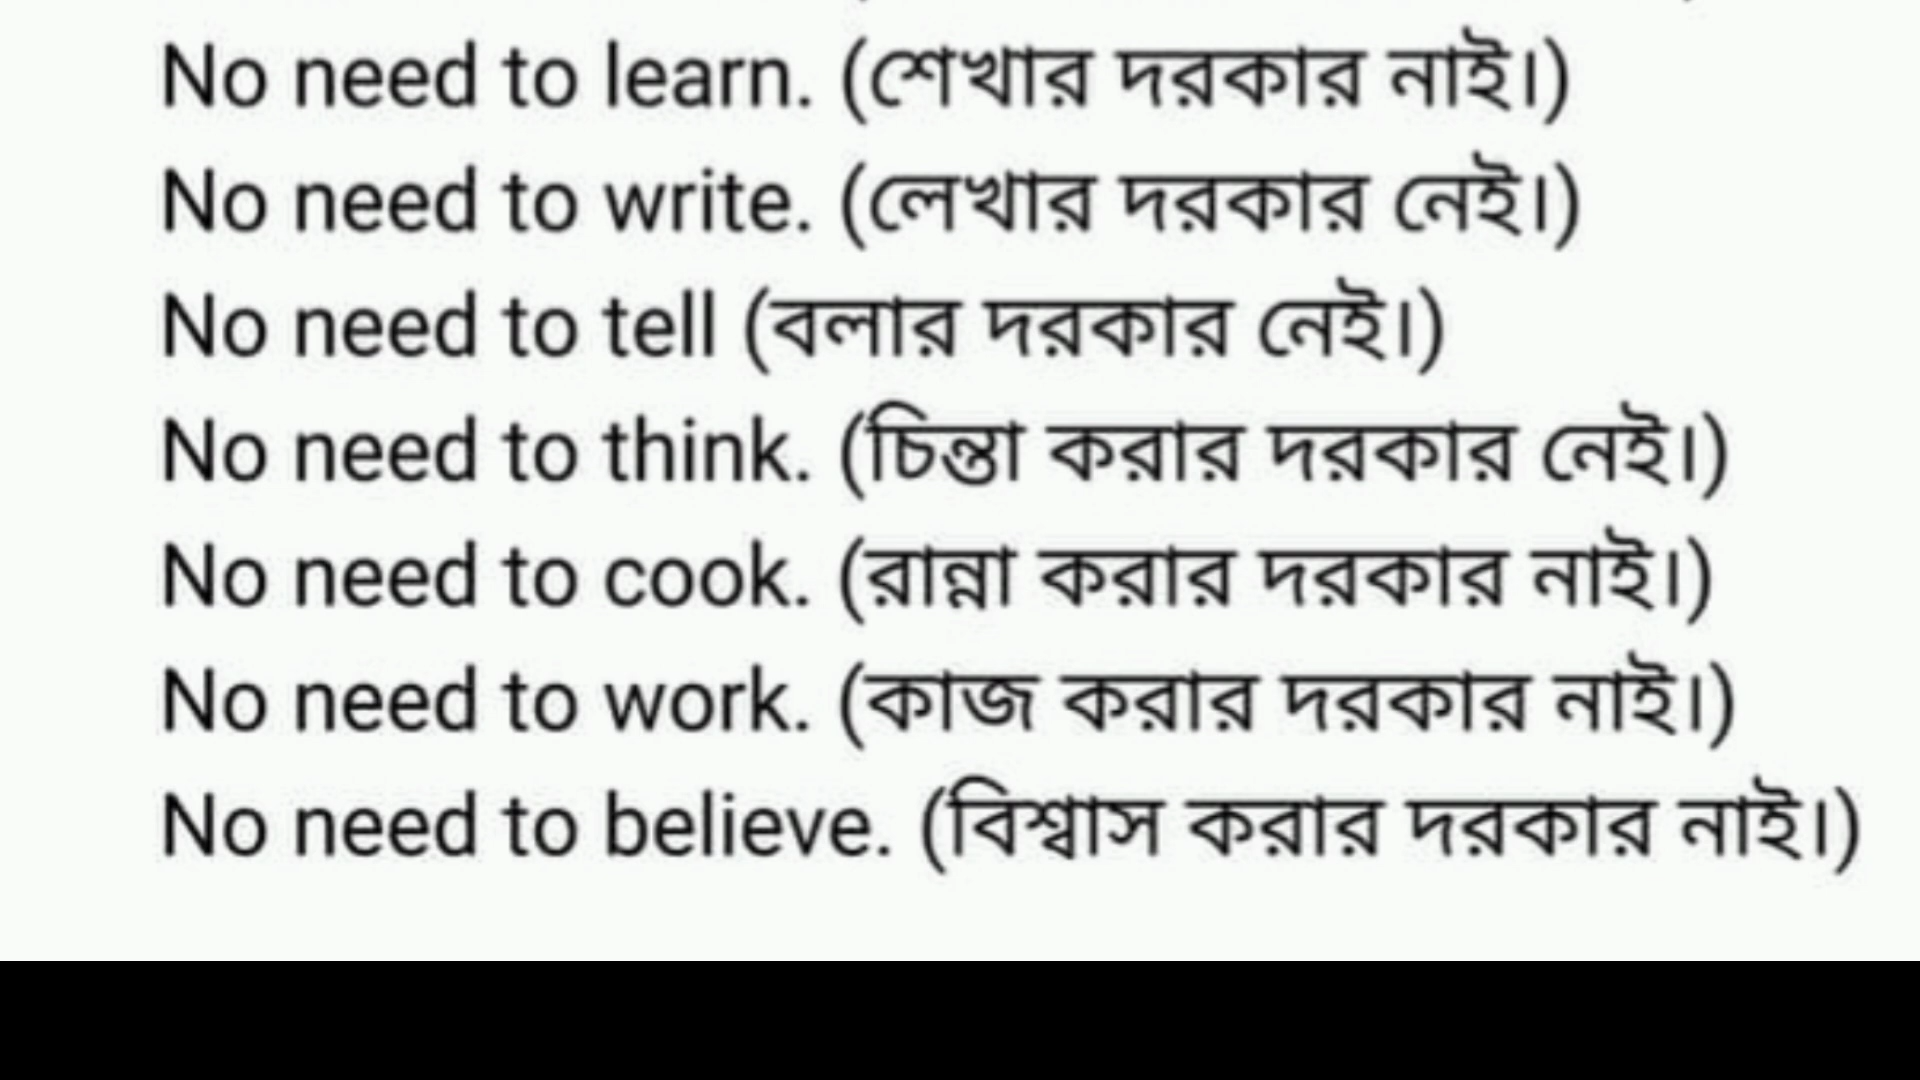 No need to learn. (শেখার দরকার নাই।)
No need to write. (লেখার দরকার নেই।)
No need to tell (বলার দরকার নেই।)
No need to think. (চিন্তা করার দরকার নেই।)
No need to cook. (রান্না করার দরকার নাই।)
No need to work. (কাজ করার দরকার নাই।)
No need to believe. (বিশ্বাস করার দরকার নাই।)